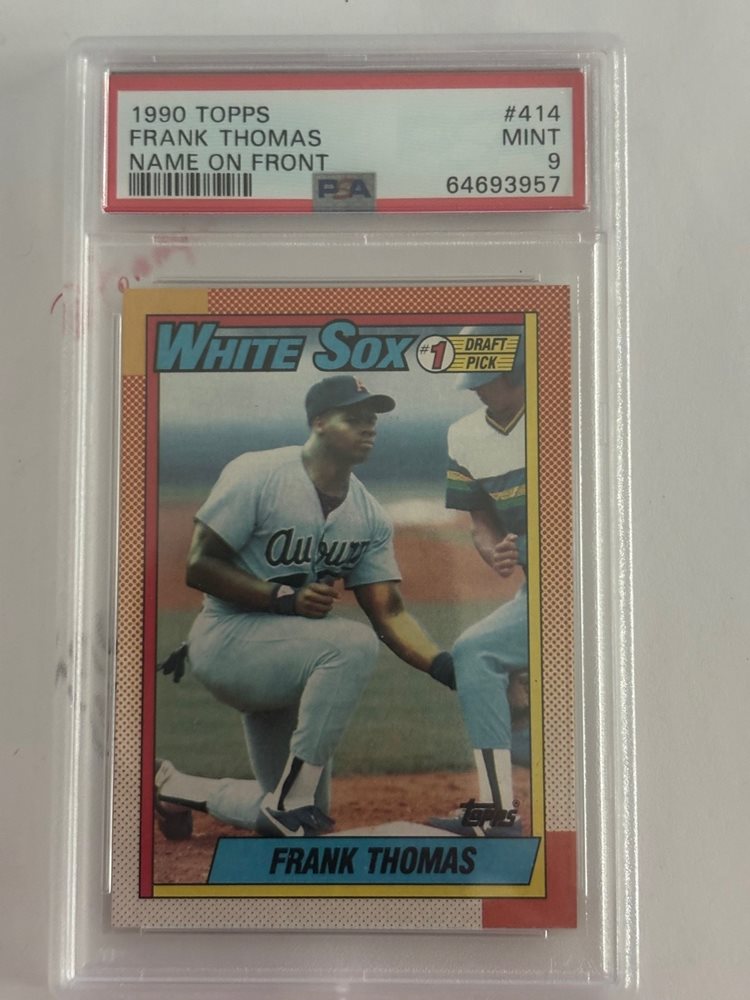 1990 TOPPS #414
FRANK THOMAS MINT
NAME ON FRONT 9
PSA 64693957
WHITE SOX #1 DRAFT PICK
Auburn
Topps
FRANK THOMAS